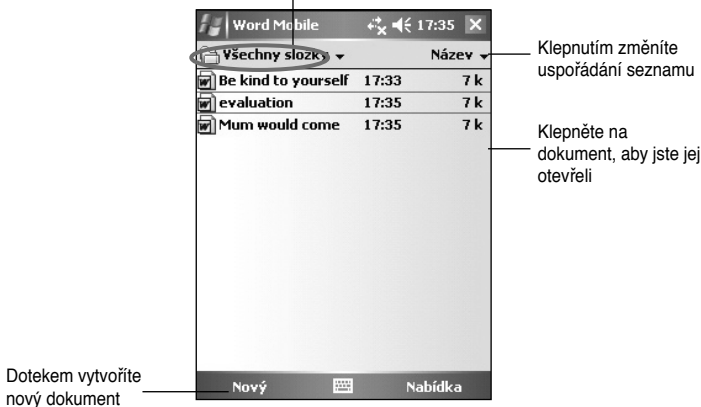 Word Mobile 17:35
Všechny slozky Název
Be kind to yourself 17:33 7 k
evaluation 17:35 7 k
Mum would come 17:35 7 k
Nový Nabídka
Klepnutím změníte
uspořádání seznamu
Klepněte na
dokument, aby jste jej
otevřeli
Dotekem vytvoříte
nový dokument